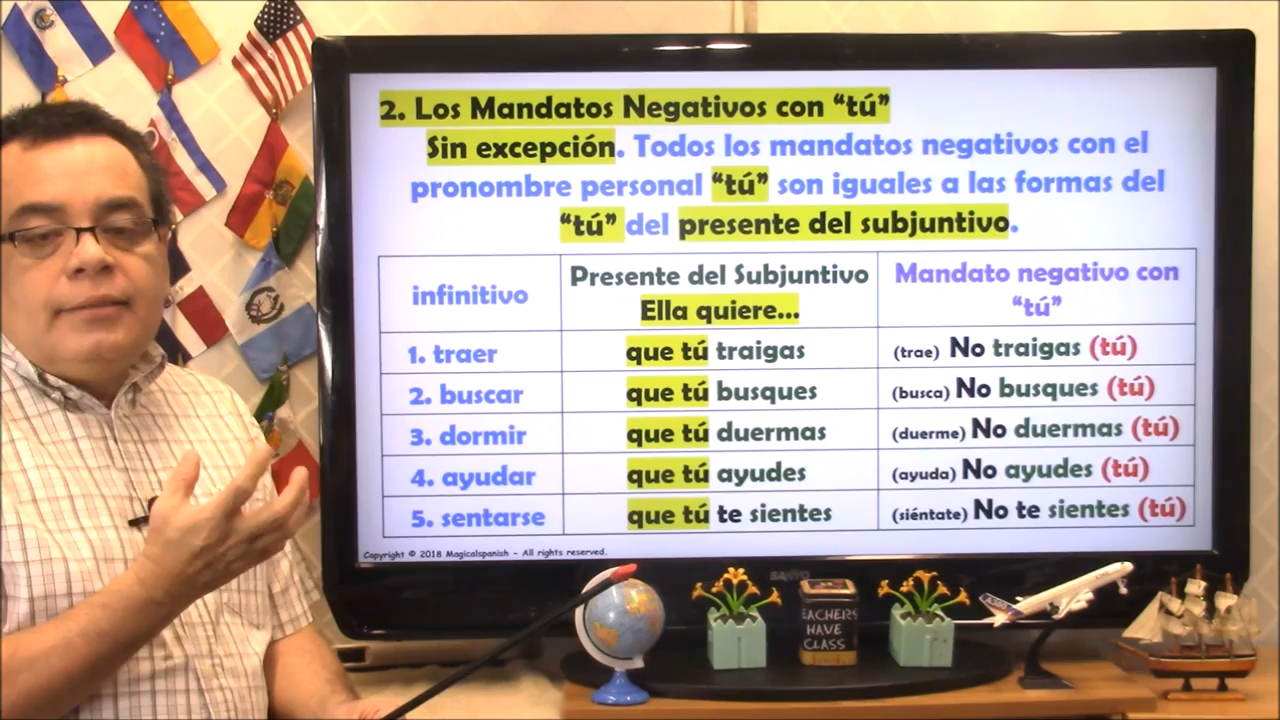 2. Los Mandatos Negativos con “tú”
Sin excepción. Todos los mandatos negativos con el
pronombre personal “tú” son iguales a las formas del
“tú” del presente del subjuntivo.
infinitivo
Presente del Subjuntivo
Ella quiere...
Mandato negativo con
“tú”
1. traer que tú traigas (trae) No traigas (tú)
2. buscar que tú busques (busca) No busques (tú)
3. dormir que tú duermas (duerme) No duermas (tú)
4. ayudar que tú ayudes (ayuda) No ayudes (tú)
5. sentarse que tú te sientes (siéntate) No te sientes (tú)
Copyright © 2018 Magicalspanish - All rights reserved.
SANYO
EACHERS
HAVE
CLASS
A380